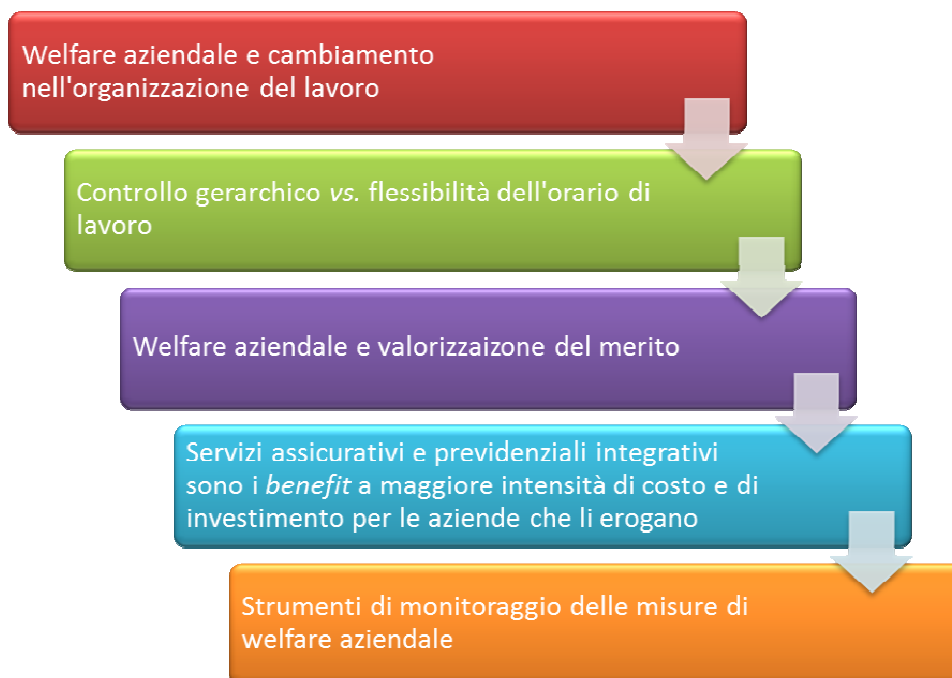 Welfare aziendale e cambiamento
nell'organizzazione del lavoro
Controllo gerarchico vs. flessibilità dell'orario di
lavoro
Welfare aziendale e valorizzaizone del merito
Servizi assicurativi e previdenziali integrativi
sono i benefit a maggiore intensità di costo e di
investimento per le aziende che li erogano
Strumenti di monitoraggio delle misure di
welfare aziendale